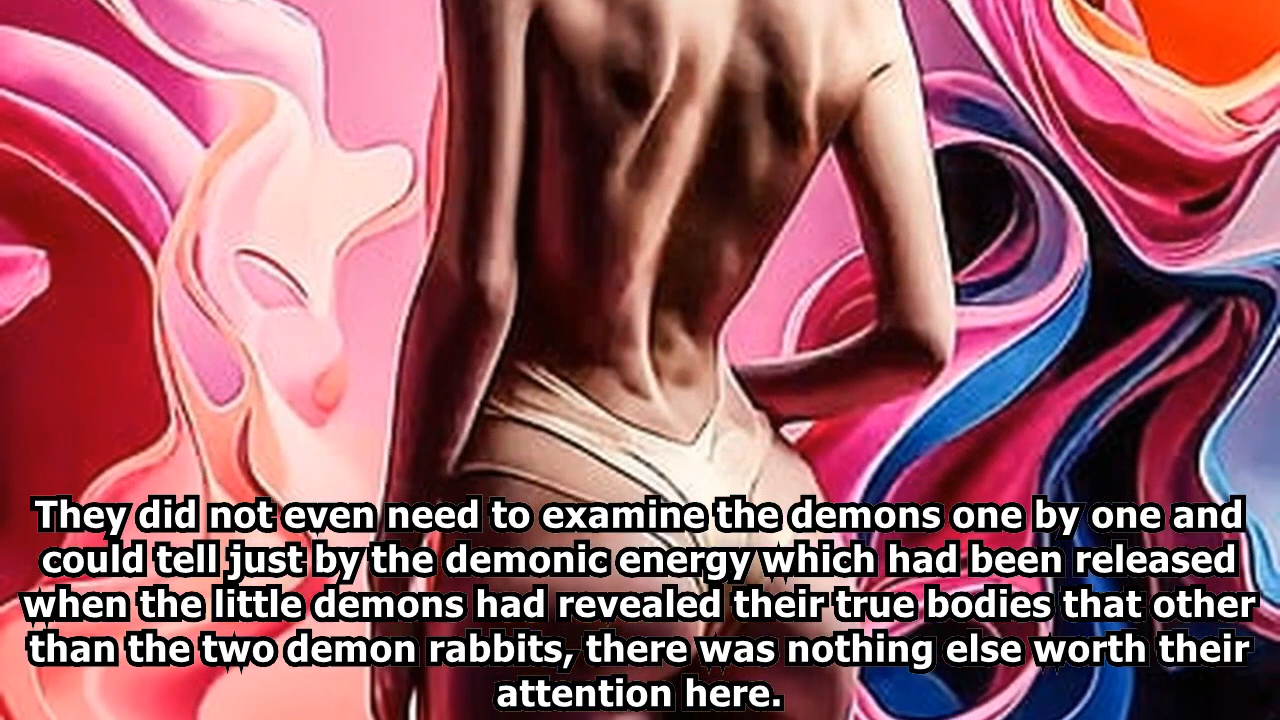 They did not even need to examine the demons one by one and
could tell just by the demonic energy which had been released
when the little demons had revealed their true bodies that other
than the two demon rabbits, there was nothing else worth their
attention here.